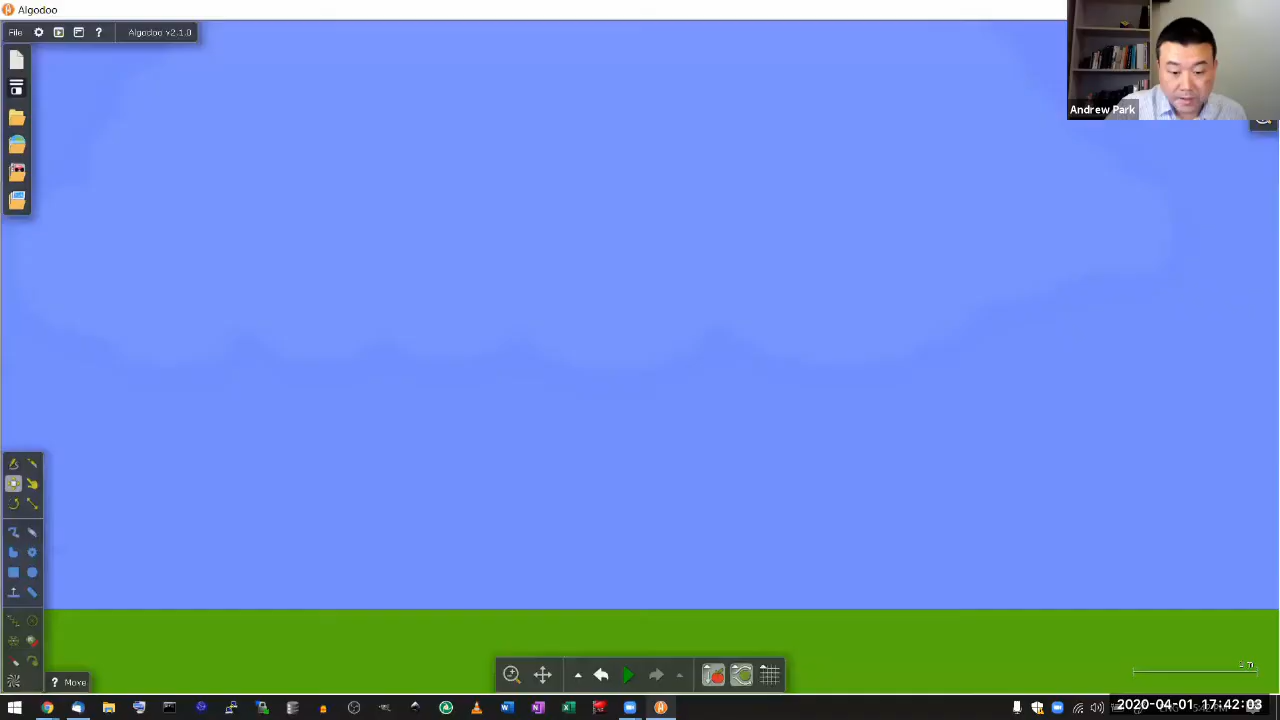 Algodoo
File ? Algodoo v2.1.0
Andrew Park
? Move
2020-04-01 17:42:03